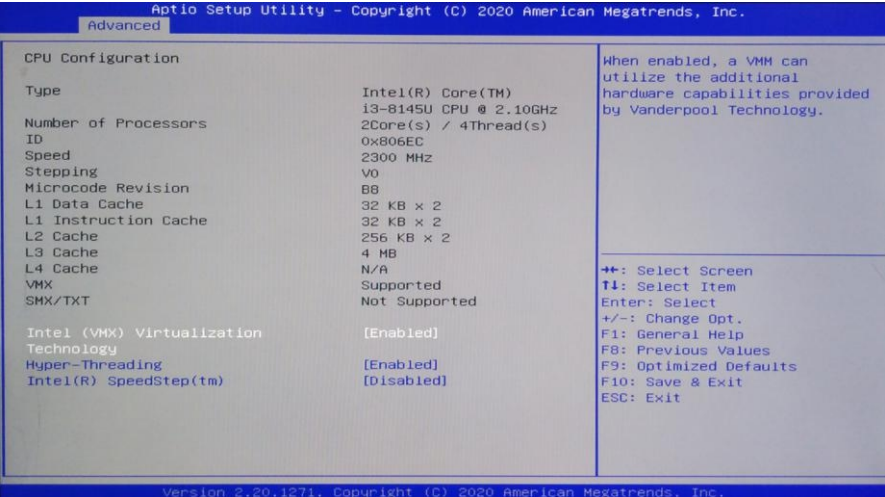 Aptio Setup Utility – Copyright (C) 2020 American Megatrends, Inc.
Advanced
CPU Configuration
Type Intel(R) Core(TM)
i3-8145U CPU @ 2.10GHz
Number of Processors 2Core(s) / 4Thread(s)
ID 0x806EC
Speed 2300 MHz
Stepping V0
Microcode Revision B8
L1 Data Cache 32 KB x 2
L1 Instruction Cache 32 KB x 2
L2 Cache 256 KB x 2
L3 Cache 4 MB
L4 Cache N/A
VMX Supported
SMX/TXT Not Supported
Intel (VMX) Virtualization [Enabled]
Technology
Hyper-Threading [Enabled]
Intel(R) SpeedStep(tm) [Disabled]
When enabled, a VMM can
utilize the additional
hardware capabilities provided
by Vanderpool Technology.
→←: Select Screen
↑↓: Select Item
Enter: Select
+/-: Change Opt.
F1: General Help
F8: Previous Values
F9: Optimized Defaults
F10: Save & Exit
ESC: Exit
Version 2.20.1271. Copyright (C) 2020 American Megatrends, Inc.